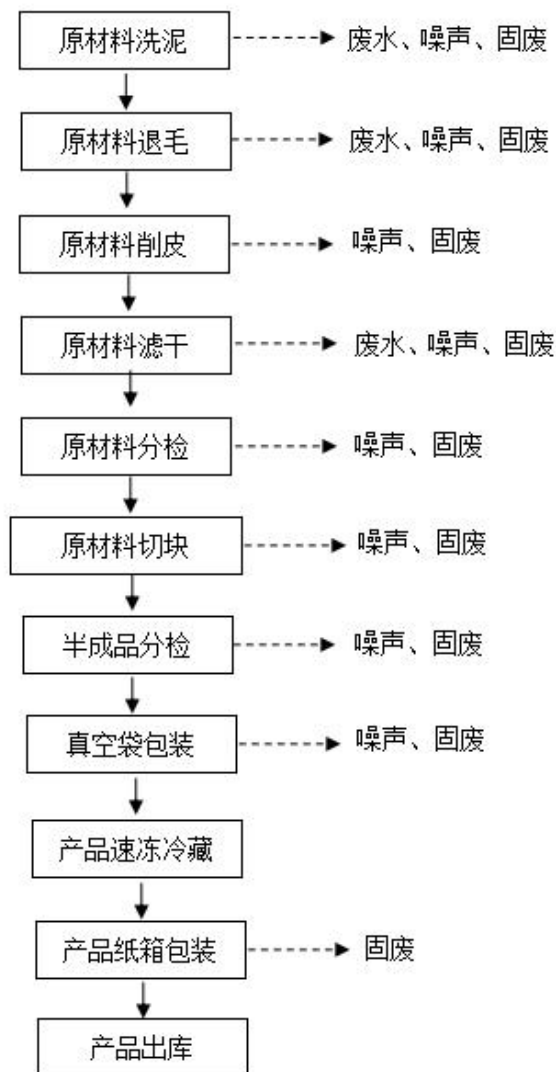 原材料洗泥 废水、噪声、固废
原材料退毛 废水、噪声、固废
原材料削皮 噪声、固废
原材料滤干 废水、噪声、固废
原材料分检 噪声、固废
原材料切块 噪声、固废
半成品分检 噪声、固废
真空袋包装 噪声、固废
产品速冻冷藏
产品纸箱包装 固废
产品出库